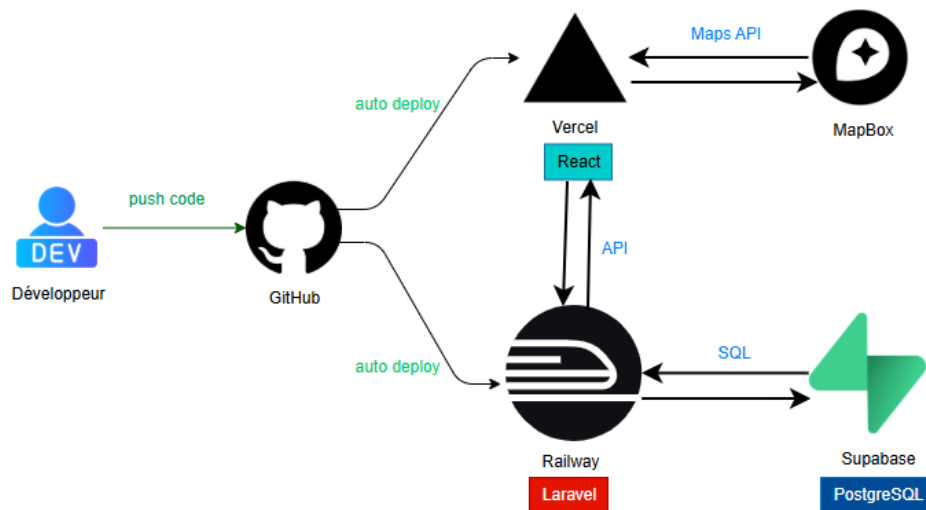 Maps API
auto deploy
Vercel
MapBox
React
push code
DEV
API
Développeur
GitHub
auto deploy
SQL
Railway
Supabase
Laravel
PostgreSQL